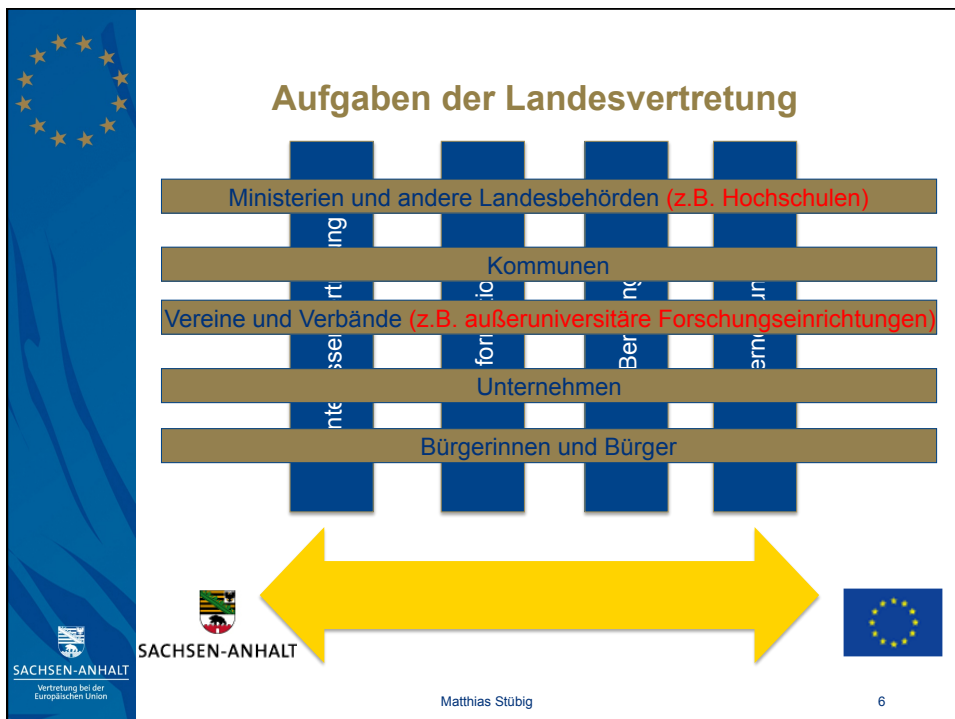 Aufgaben der Landesvertretung
Ministerien und andere Landesbehörden (z.B. Hochschulen)
Kommunen
Vereine und Verbände (z.B. außeruniversitäre Forschungseinrichtungen)
Unternehmen
Bürgerinnen und Bürger
SACHSEN-ANHALT
SACHSEN-ANHALT
Vertretung bei der
Europäischen Union
Matthias Stübig
6